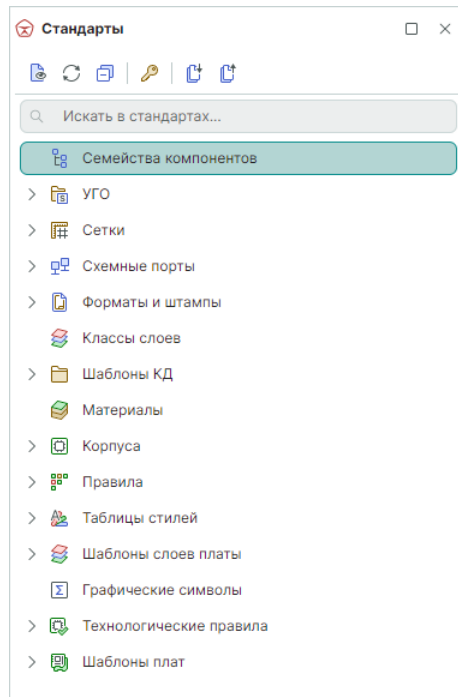 Стандарты
Искать в стандартах...
Семейства компонентов
УГО
Сетки
Схемные порты
Форматы и штампы
Классы слоев
Шаблоны КД
Материалы
Корпуса
Правила
Таблицы стилей
Шаблоны слоев платы
Графические символы
Технологические правила
Шаблоны плат